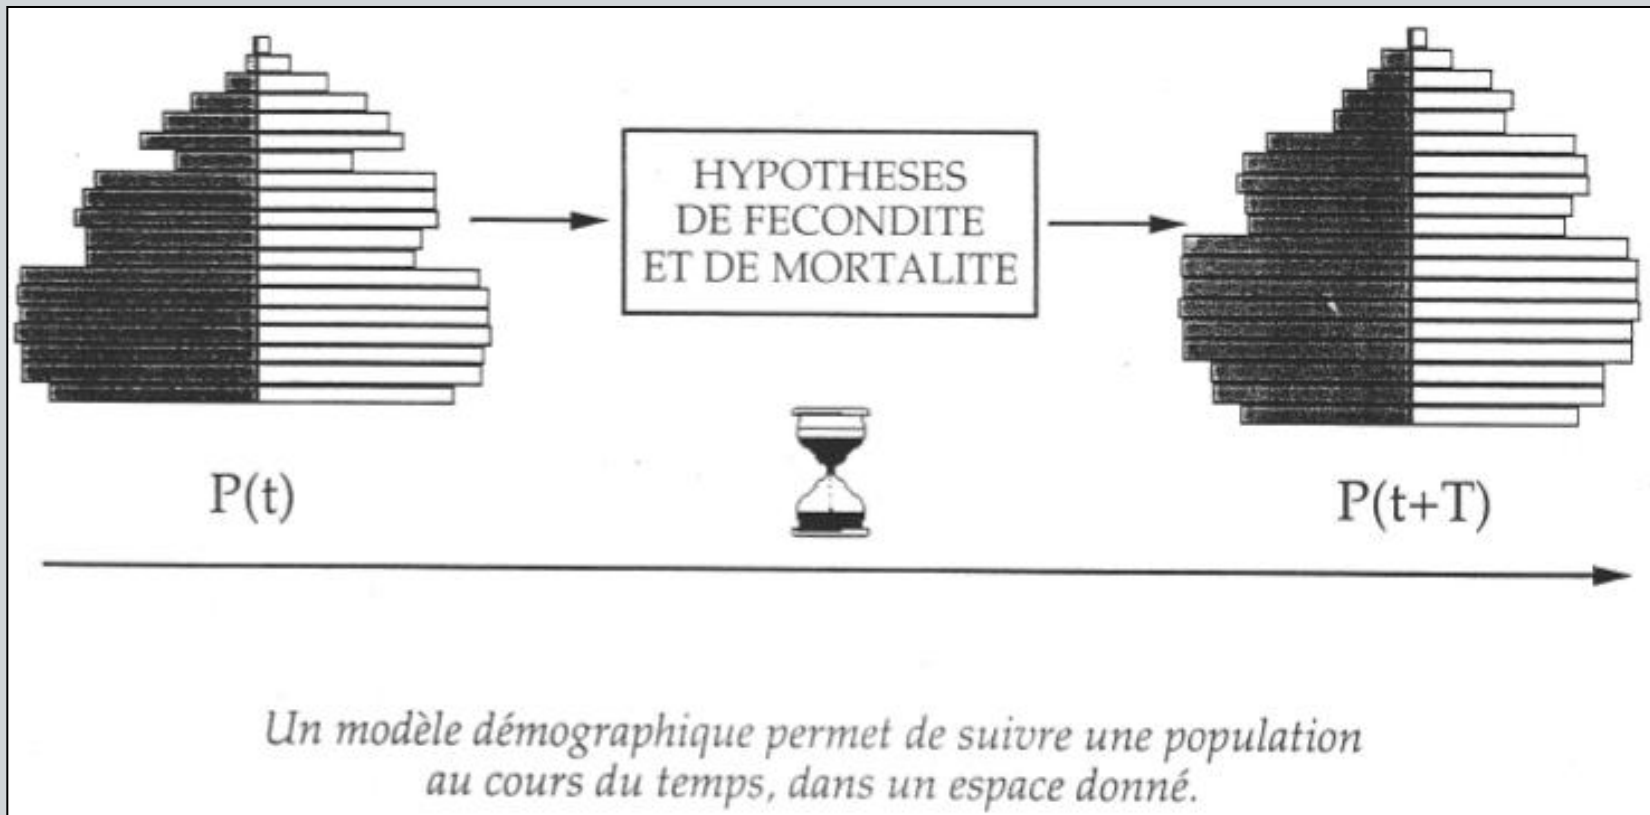 HYPOTHESES
DE FECONDITE
ET DE MORTALITE
P(t)
P(t+T)
Un modèle démographique permet de suivre une population
au cours du temps, dans un espace donné.